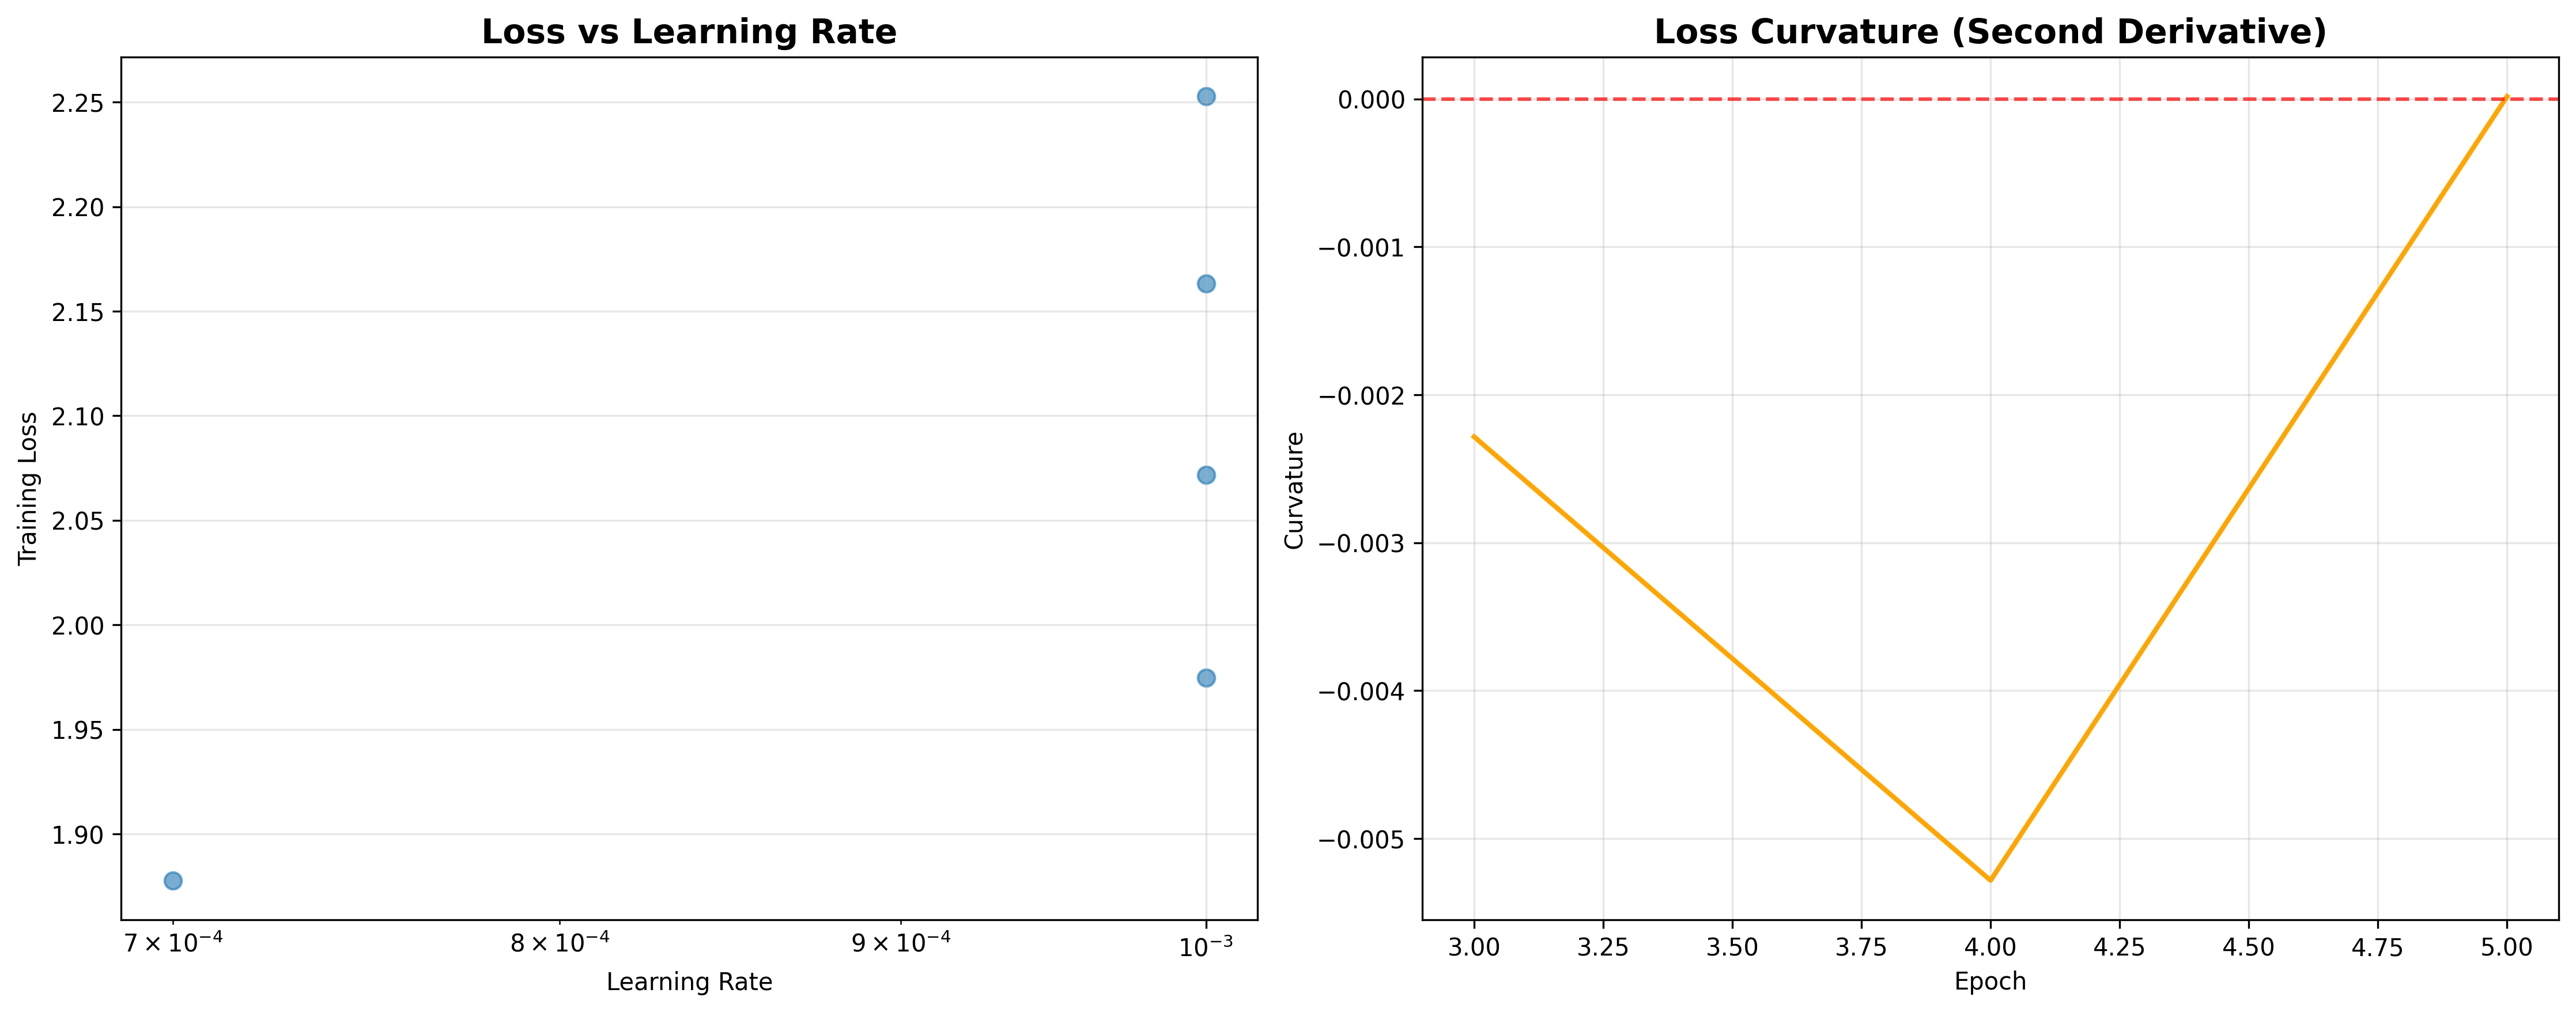 Loss vs Learning Rate
2.25
2.20
2.15
2.10
2.05
2.00
1.95
1.90
Training Loss
7 × 10⁻⁴
8 × 10⁻⁴
9 × 10⁻⁴
10⁻³
Learning Rate
Loss Curvature (Second Derivative)
0.000
−0.001
−0.002
−0.003
−0.004
−0.005
Curvature
3.00
3.25
3.50
3.75
4.00
4.25
4.50
4.75
5.00
Epoch